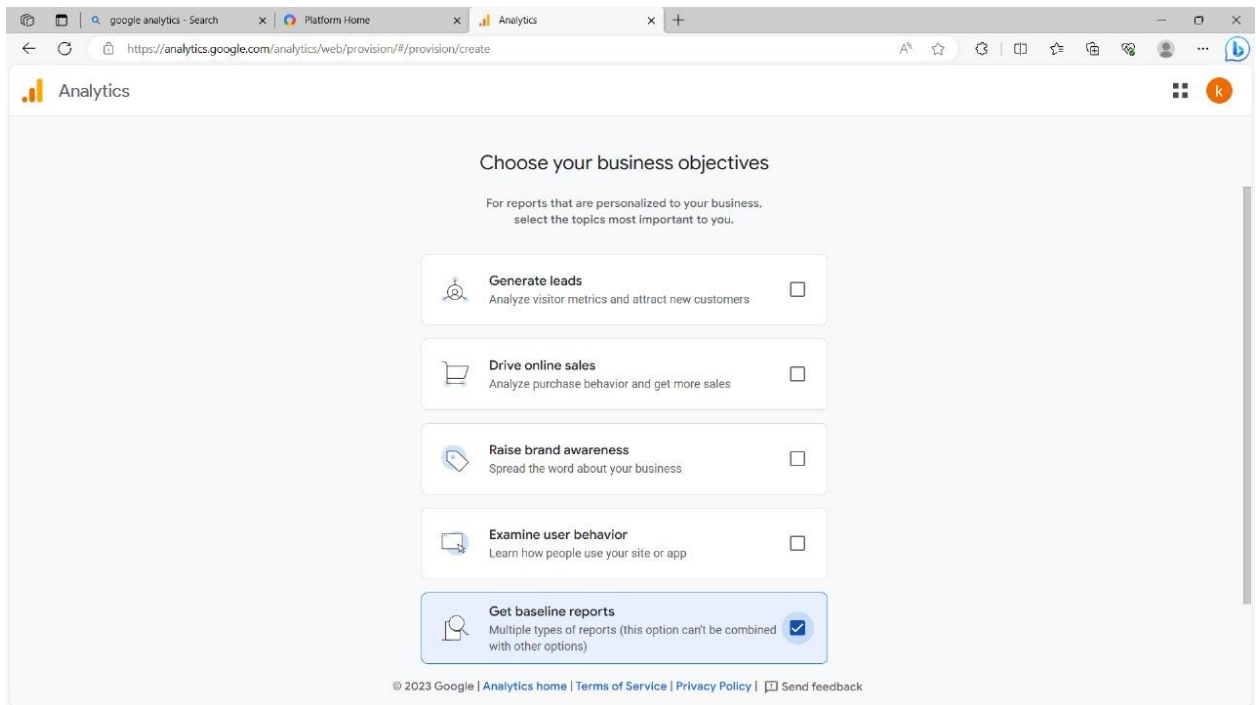 google analytics - Search
Platform Home
Analytics
https://analytics.google.com/analytics/web/provision/#/provision/create
Analytics
k
Choose your business objectives
For reports that are personalized to your business,
select the topics most important to you.
Generate leads
Analyze visitor metrics and attract new customers
Drive online sales
Analyze purchase behavior and get more sales
Raise brand awareness
Spread the word about your business
Examine user behavior
Learn how people use your site or app
Get baseline reports
Multiple types of reports (this option can't be combined
with other options)
© 2023 Google | Analytics home | Terms of Service | Privacy Policy | Send feedback